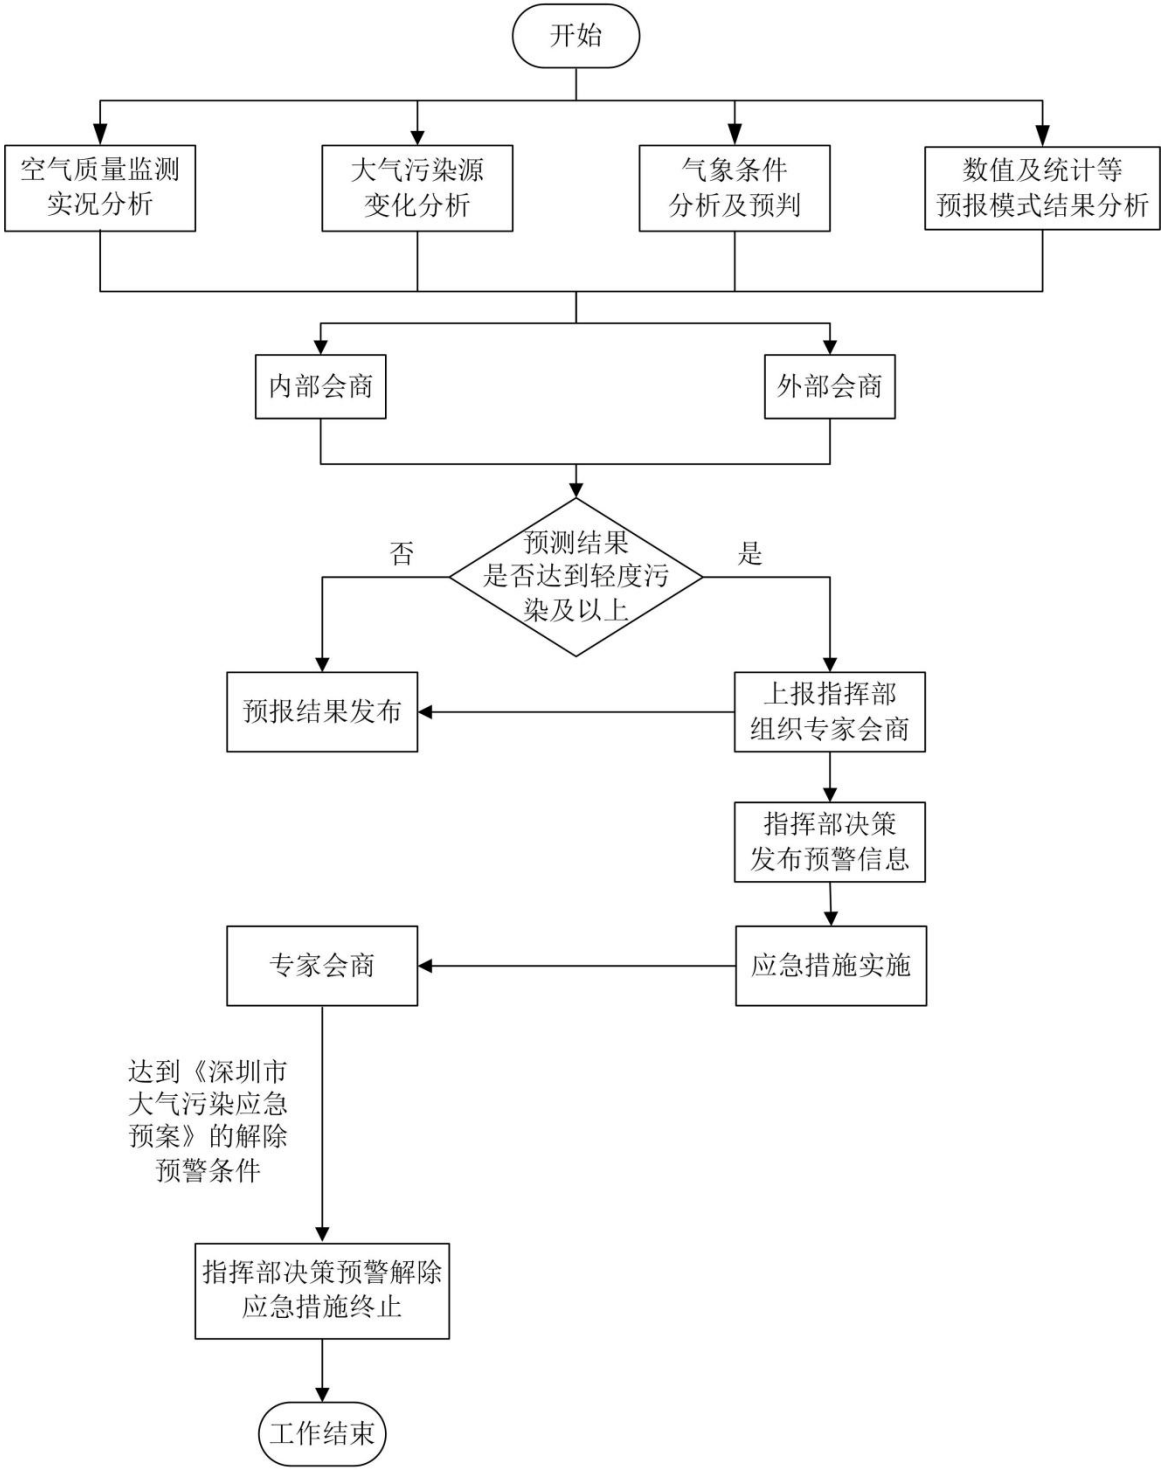 开始
空气质量监测
实况分析
大气污染源
变化分析
气象条件
分析及预判
数值及统计等
预报模式结果分析
内部会商
外部会商
预测结果
是否达到轻度污
染及以上
否
是
预报结果发布
上报指挥部
组织专家会商
指挥部决策
发布预警信息
专家会商
应急措施实施
达到《深圳市
大气污染应急
预案》的解除
预警条件
指挥部决策预警解除
应急措施终止
工作结束